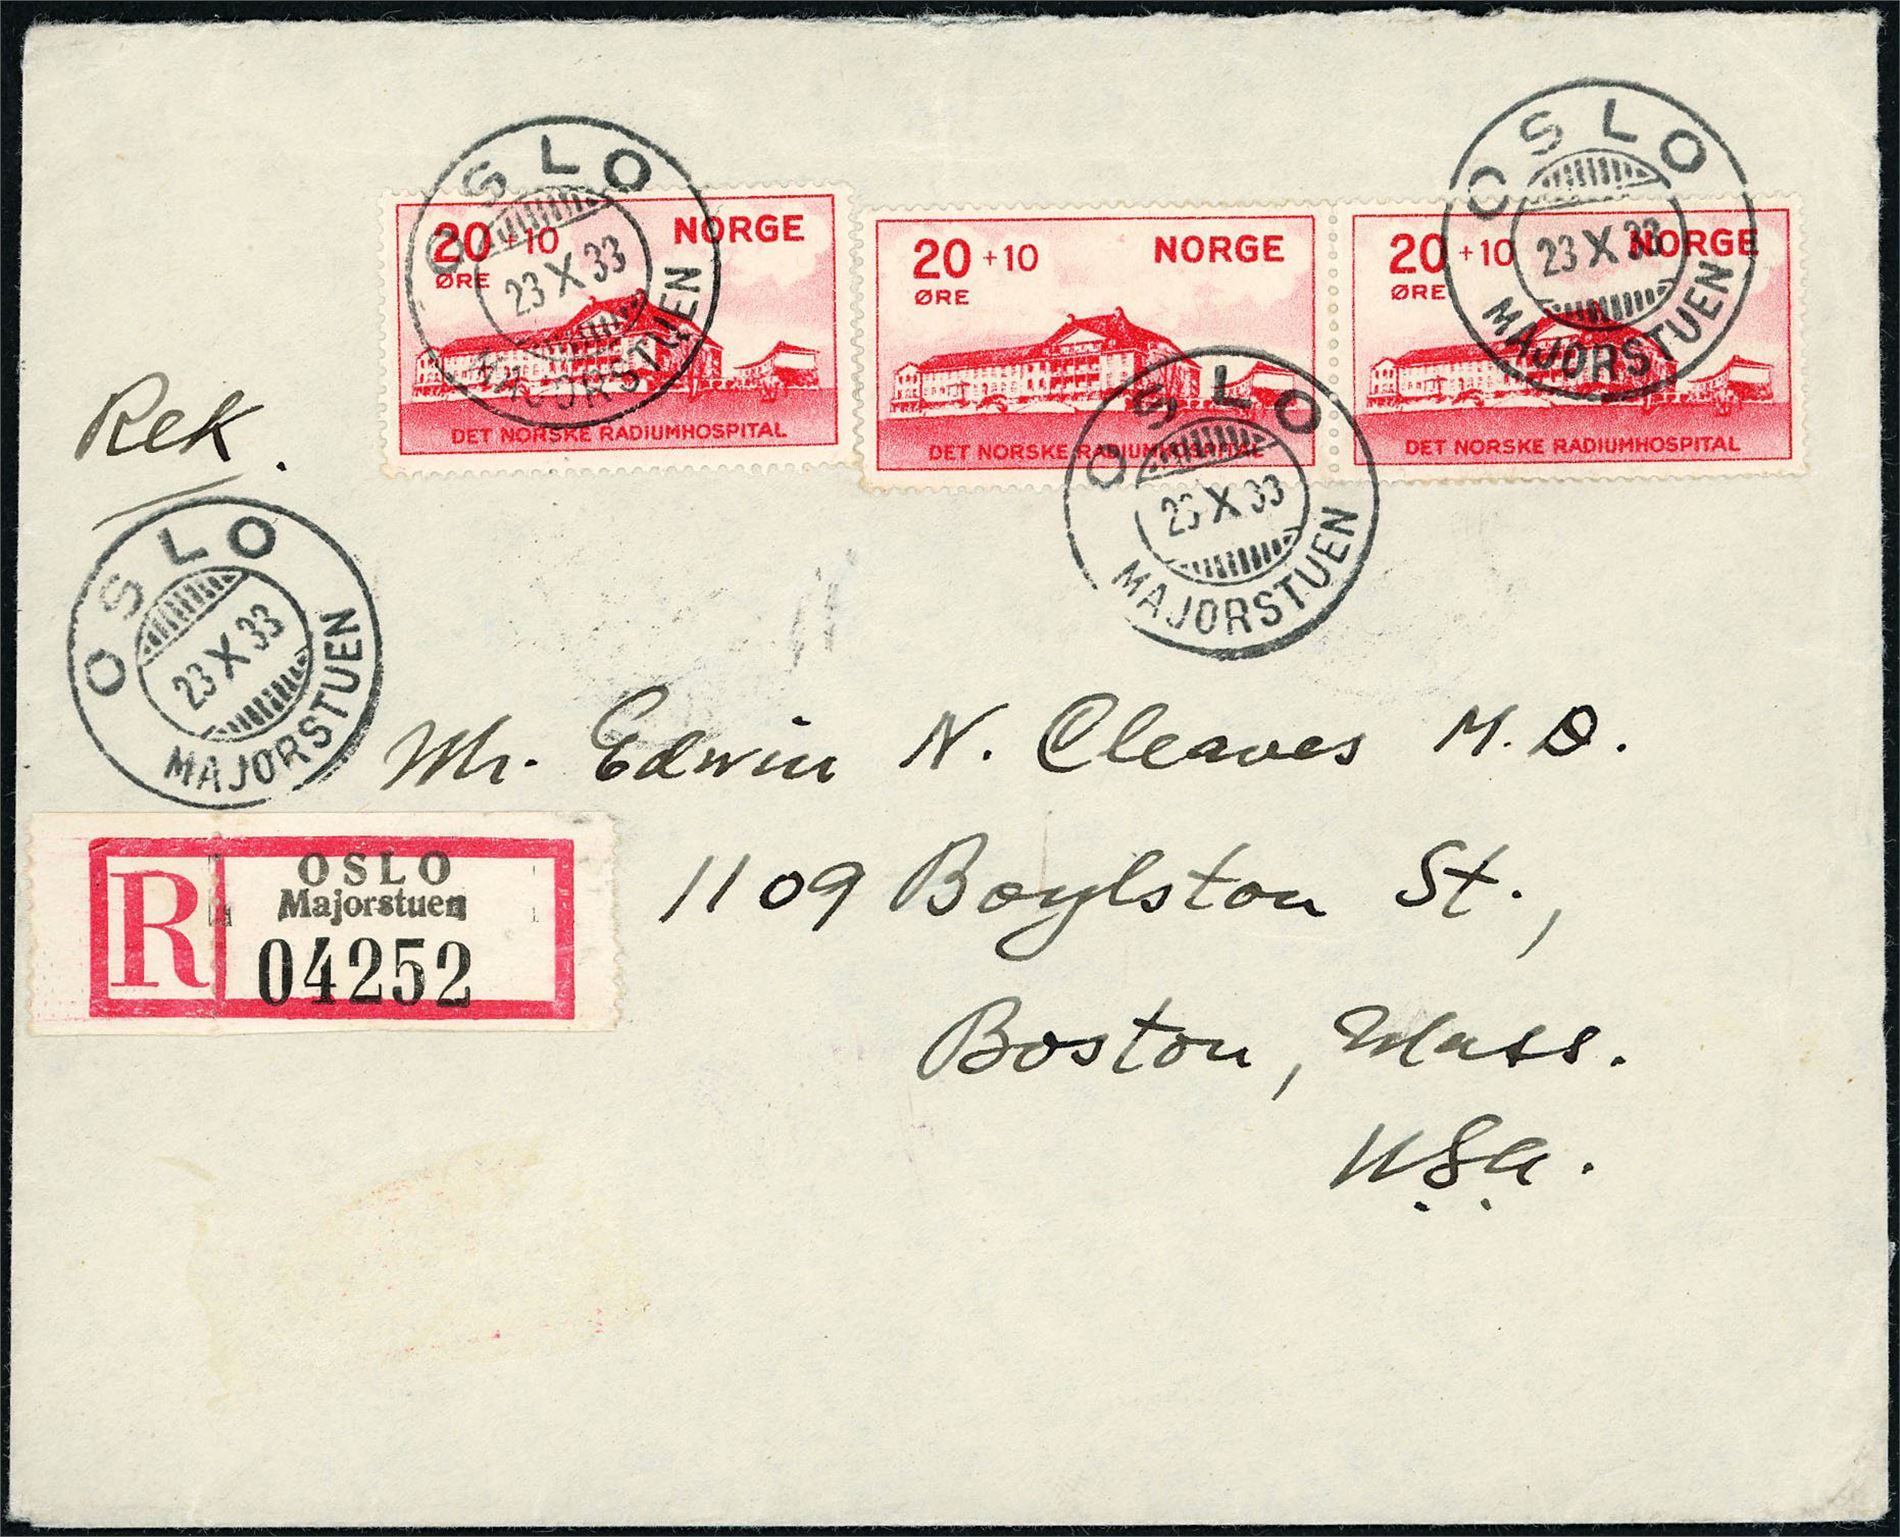 OSLO
23 X 33
MAJORSTUEN
20 +10
ØRE
NORGE
DET NORSKE RADIUMHOSPITAL
20 +10
ØRE
NORGE
DET NORSKE RADIUMHOSPITAL
OSLO
23 X 33
MAJORSTUEN
20 +10
ØRE
NORGE
DET NORSKE RADIUMHOSPITAL
OSLO
23 X 33
MAJORSTUEN
Rek.
OSLO
23 X 33
MAJORSTUEN
Mr. Edwin N. Cleaves M.D.
1109 Boylston St.,
Boston, Mass.
U.S.A.
R
OSLO
Majorstuen
04252